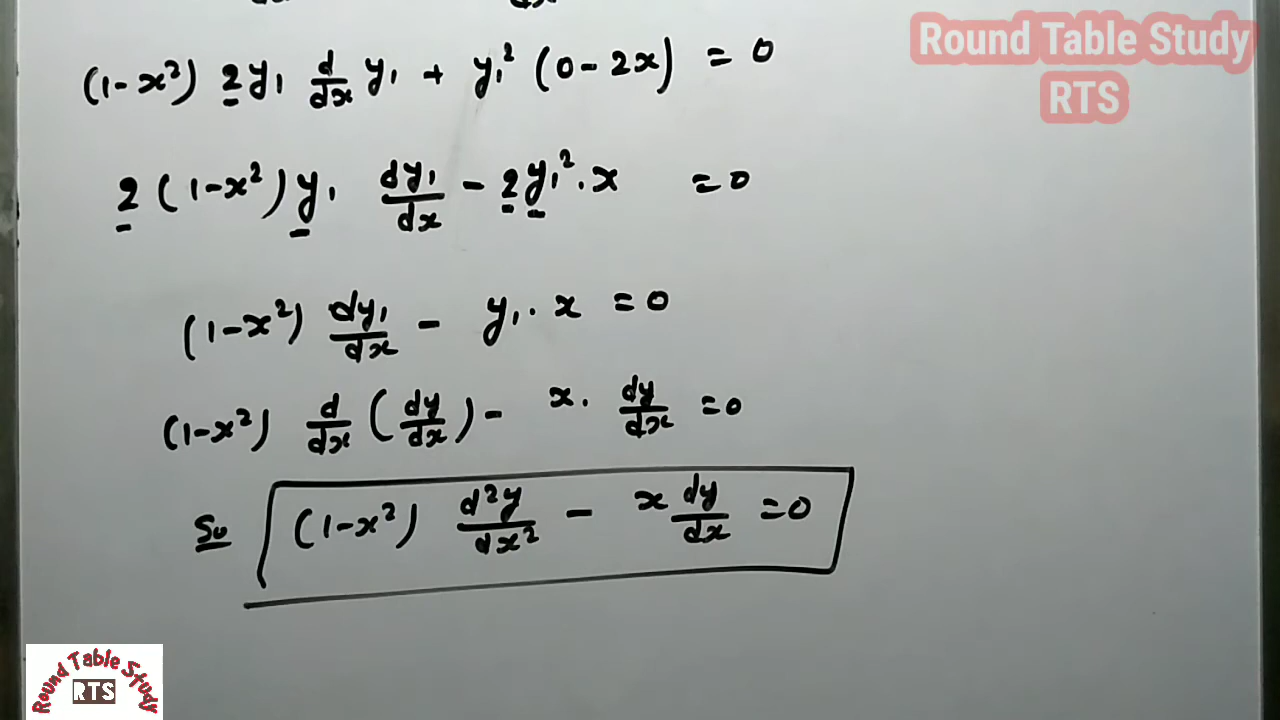 (1-x²) 2y₁ d/dx y₁ + y₁² (0-2x) = 0
Round Table Study
RTS
2 (1-x²) y₁ dy₁/dx - 2y₁².x = 0
(1-x²) dy₁/dx - y₁. x = 0
(1-x²) d/dx (dy/dx) - x. dy/dx = 0
So (1-x²) d²y/dx² - x dy/dx = 0
Round Table Study
RTS